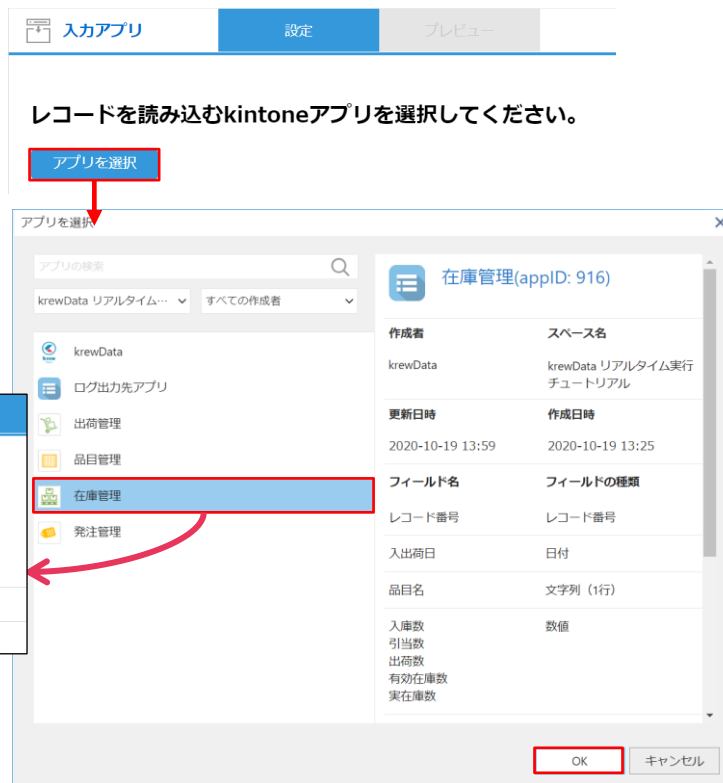 入力アプリ
設定
プレビュー
レコードを読み込むkintoneアプリを選択してください。
アプリを選択
アプリを選択
アプリの検索
krewData リアルタイム…
すべての作成者
krewData
ログ出力先アプリ
出荷管理
品目管理
在庫管理
発注管理
在庫管理(appID: 916)
作成者
スペース名
krewData
krewData リアルタイム実行
チュートリアル
更新日時
作成日時
2020-10-19 13:59
2020-10-19 13:25
フィールド名
フィールドの種類
レコード番号
レコード番号
入出荷日
日付
品目名
文字列（1行）
入庫数
数値
引当数
出荷数
有効在庫数
実在庫数
OK
キャンセル